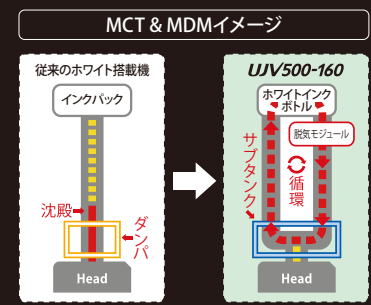 MCT & MDMイメージ
従来のホワイト搭載機
インクパック
沈殿
ダンパ
Head
UJV500-160
ホワイトインク
ボトル
脱気モジュール
サブタンク
循環
Head